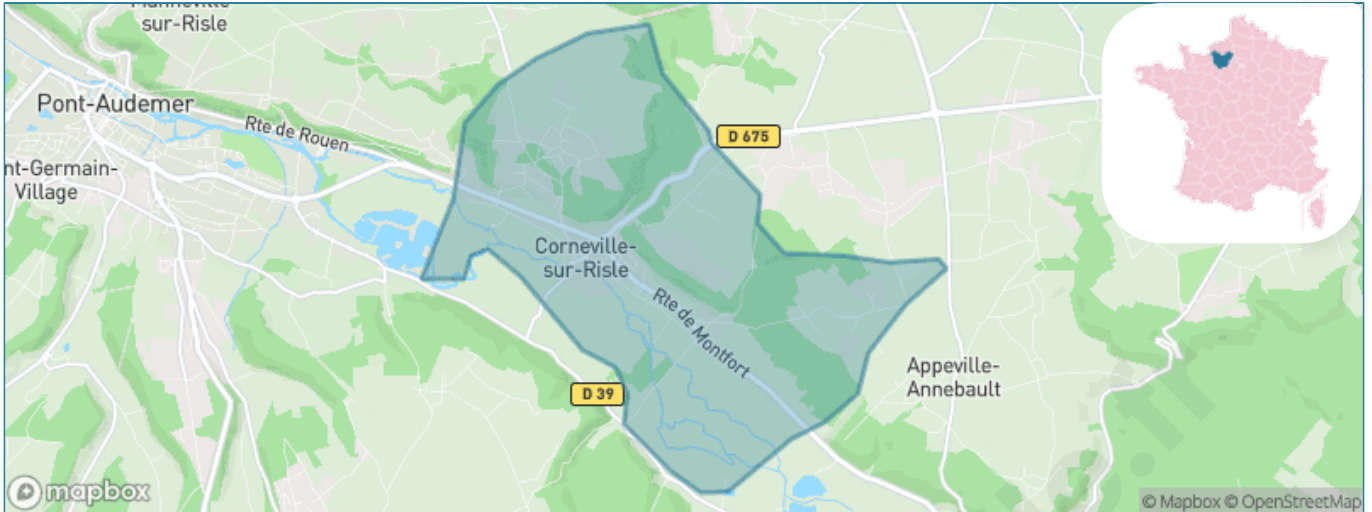 sur-Risle
Pont-Audemer
Rte de Rouen
D 675
nt-Germain-
Village
Corneville-
sur-Risle
Rte de Montfort
Appeville-
Annebault
D 39
mapbox
© Mapbox © OpenStreetMap